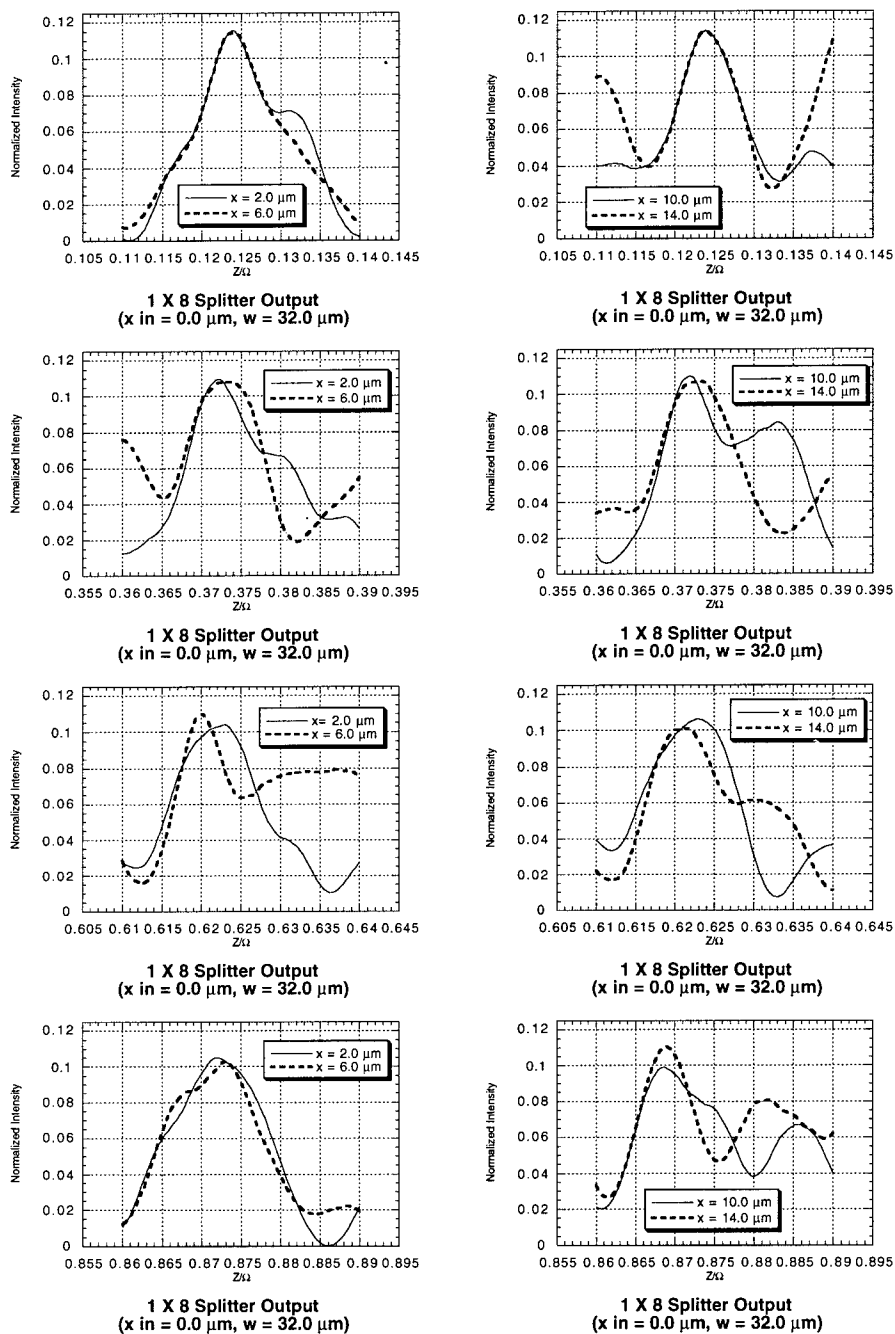 Normalized Intensity
0.12
0.1
0.08
0.06
0.04
0.02
0
x = 2.0 μm
x = 6.0 μm
0.105 0.11 0.115 0.12 0.125 0.13 0.135 0.14 0.145
Z/Ω
1 X 8 Splitter Output
(x in = 0.0 μm, w = 32.0 μm)
Normalized Intensity
0.12
0.1
0.08
0.06
0.04
0.02
0
x = 10.0 μm
x = 14.0 μm
0.105 0.11 0.115 0.12 0.125 0.13 0.135 0.14 0.145
Z/Ω
1 X 8 Splitter Output
(x in = 0.0 μm, w = 32.0 μm)
Normalized Intensity
0.12
0.1
0.08
0.06
0.04
0.02
0
x = 2.0 μm
x = 6.0 μm
0.355 0.36 0.365 0.37 0.375 0.38 0.385 0.39 0.395
Z/Ω
1 X 8 Splitter Output
(x in = 0.0 μm, w = 32.0 μm)
Normalized Intensity
0.12
0.1
0.08
0.06
0.04
0.02
0
x = 10.0 μm
x = 14.0 μm
0.355 0.36 0.365 0.37 0.375 0.38 0.385 0.39 0.395
Z/Ω
1 X 8 Splitter Output
(x in = 0.0 μm, w = 32.0 μm)
Normalized Intensity
0.12
0.1
0.08
0.06
0.04
0.02
0
x= 2.0 μm
x = 6.0 μm
0.605 0.61 0.615 0.62 0.625 0.63 0.635 0.64 0.645
Z/Ω
1 X 8 Splitter Output
(x in = 0.0 μm, w = 32.0 μm)
Normalized Intensity
0.12
0.1
0.08
0.06
0.04
0.02
0
x = 10.0 μm
x = 14.0 μm
0.605 0.61 0.615 0.62 0.625 0.63 0.635 0.64 0.645
Z/Ω
1 X 8 Splitter Output
(x in = 0.0 μm, w = 32.0 μm)
Normalized Intensity
0.12
0.1
0.08
0.06
0.04
0.02
0
x = 2.0 μm
x = 6.0 μm
0.855 0.86 0.865 0.87 0.875 0.88 0.885 0.89 0.895
Z/Ω
1 X 8 Splitter Output
(x in = 0.0 μm, w = 32.0 μm)
Normalized Intensity
0.12
0.1
0.08
0.06
0.04
0.02
0
x = 10.0 μm
x = 14.0 μm
0.855 0.86 0.865 0.87 0.875 0.88 0.885 0.89 0.895
Z/Ω
1 X 8 Splitter Output
(x in = 0.0 μm, w = 32.0 μm)